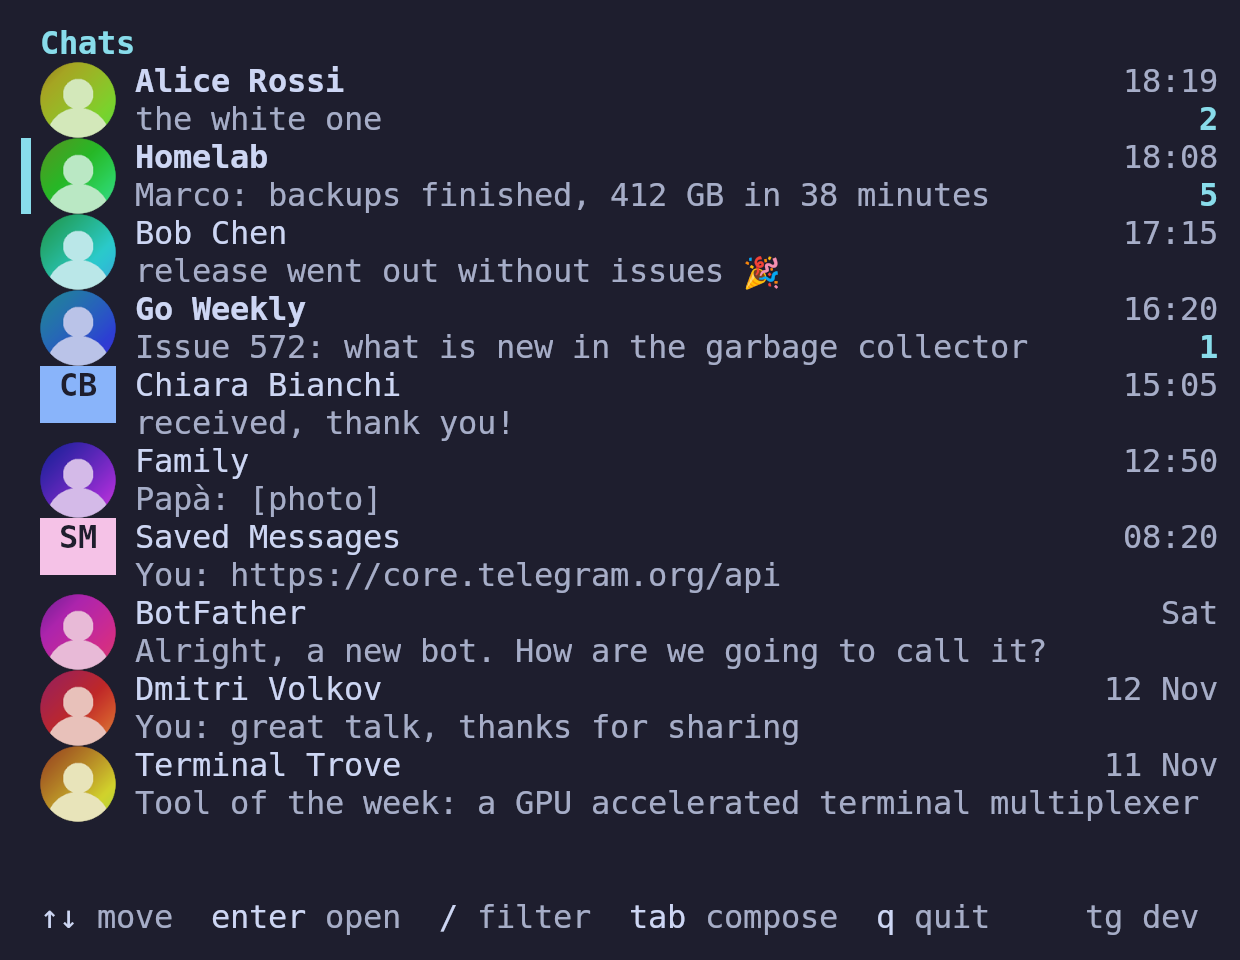 Chats
Alice Rossi 18:19
the white one 2
Homelab 18:08
Marco: backups finished, 412 GB in 38 minutes 5
Bob Chen 17:15
release went out without issues 🎉
Go Weekly 16:20
Issue 572: what is new in the garbage collector 1
CB Chiara Bianchi 15:05
received, thank you!
Family 12:50
Papà: [photo]
SM Saved Messages 08:20
You: https://core.telegram.org/api
BotFather Sat
Alright, a new bot. How are we going to call it?
Dmitri Volkov 12 Nov
You: great talk, thanks for sharing
Terminal Trove 11 Nov
Tool of the week: a GPU accelerated terminal multiplexer
↑↓ move enter open / filter tab compose q quit tg dev